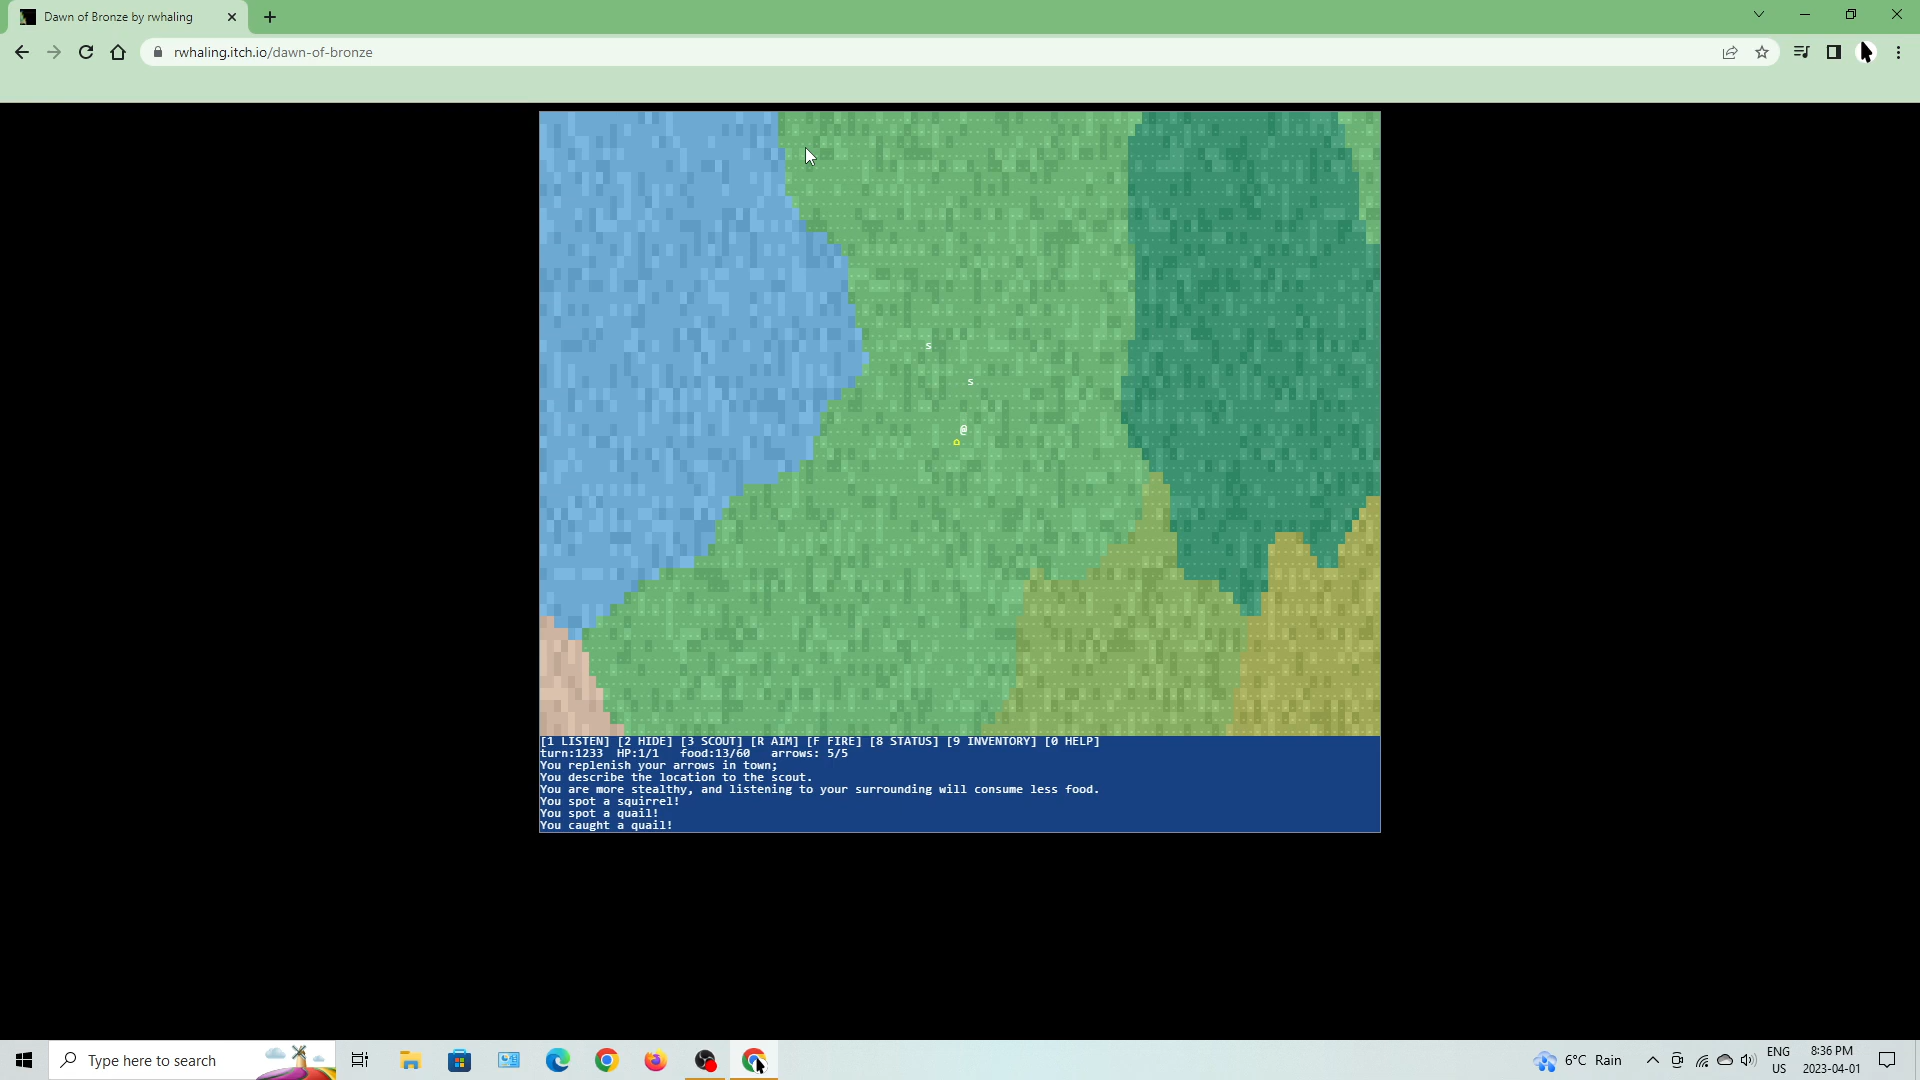 Dawn of Bronze by rwhaling
rwhaling.itch.io/dawn-of-bronze
s
s
@
[1 LISTEN] [2 HIDE] [3 SCOUT] [R AIM] [F FIRE] [8 STATUS] [9 INVENTORY] [0 HELP]
turn:1233 HP:1/1 food:13/60 arrows: 5/5
You replenish your arrows in town;
You describe the location to the scout.
You are more stealthy, and listening to your surrounding will consume less food.
You spot a squirrel!
You spot a quail!
You caught a quail!
Type here to search
6°C Rain
ENG
US
8:36 PM
2023-04-01